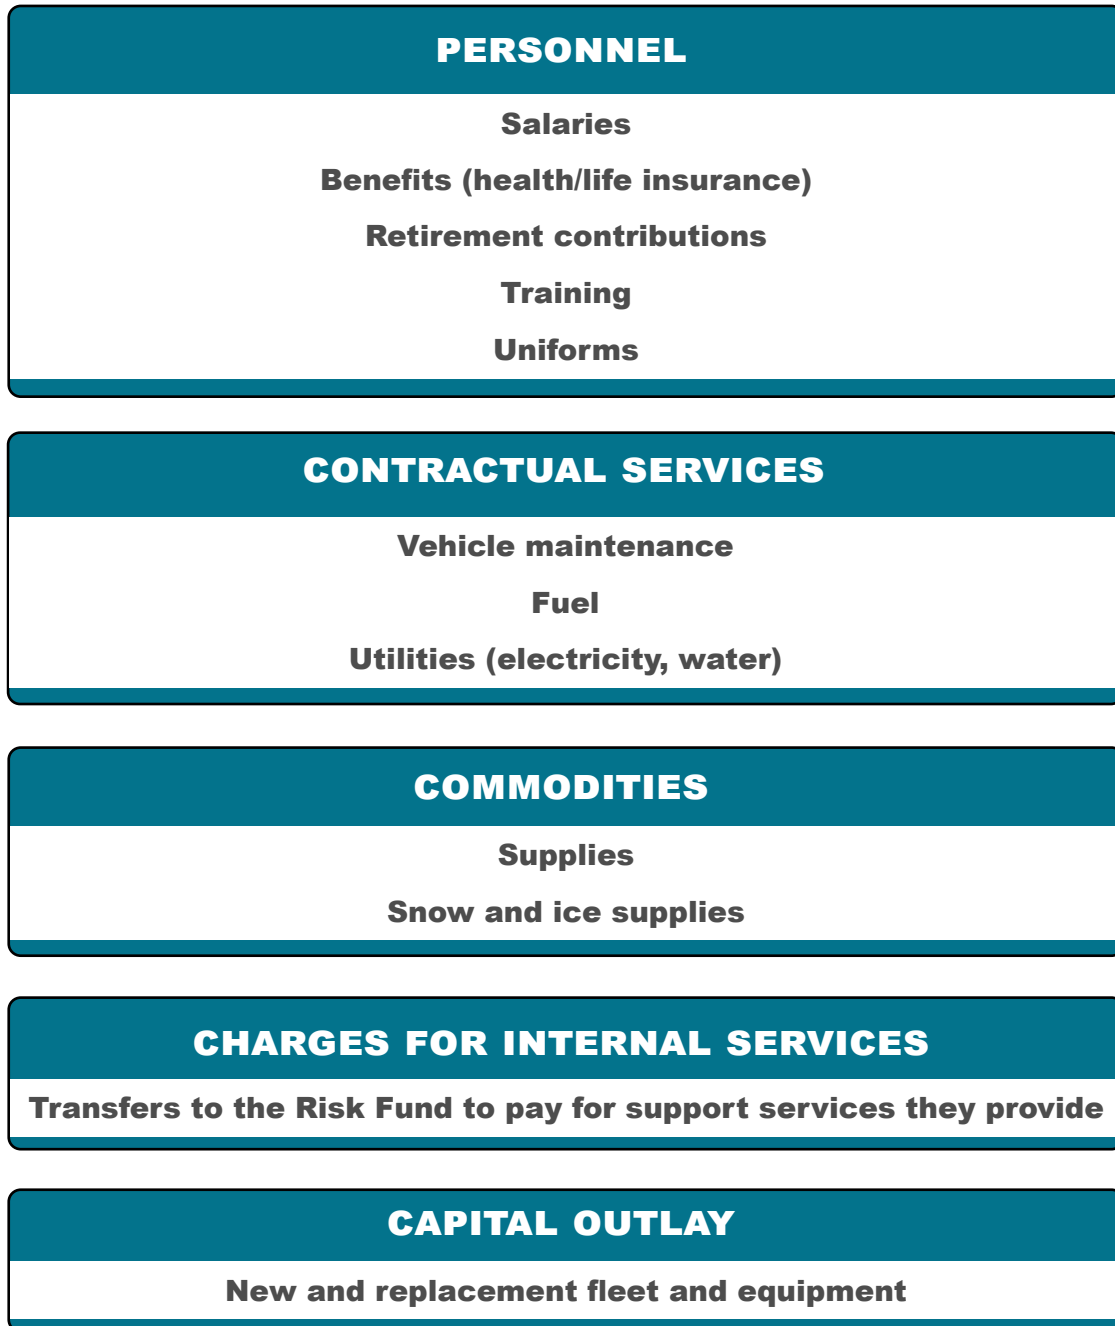 PERSONNEL
Salaries
Benefits (health/life insurance)
Retirement contributions
Training
Uniforms
CONTRACTUAL SERVICES
Vehicle maintenance
Fuel
Utilities (electricity, water)
COMMODITIES
Supplies
Snow and ice supplies
CHARGES FOR INTERNAL SERVICES
Transfers to the Risk Fund to pay for support services they provide
CAPITAL OUTLAY
New and replacement fleet and equipment